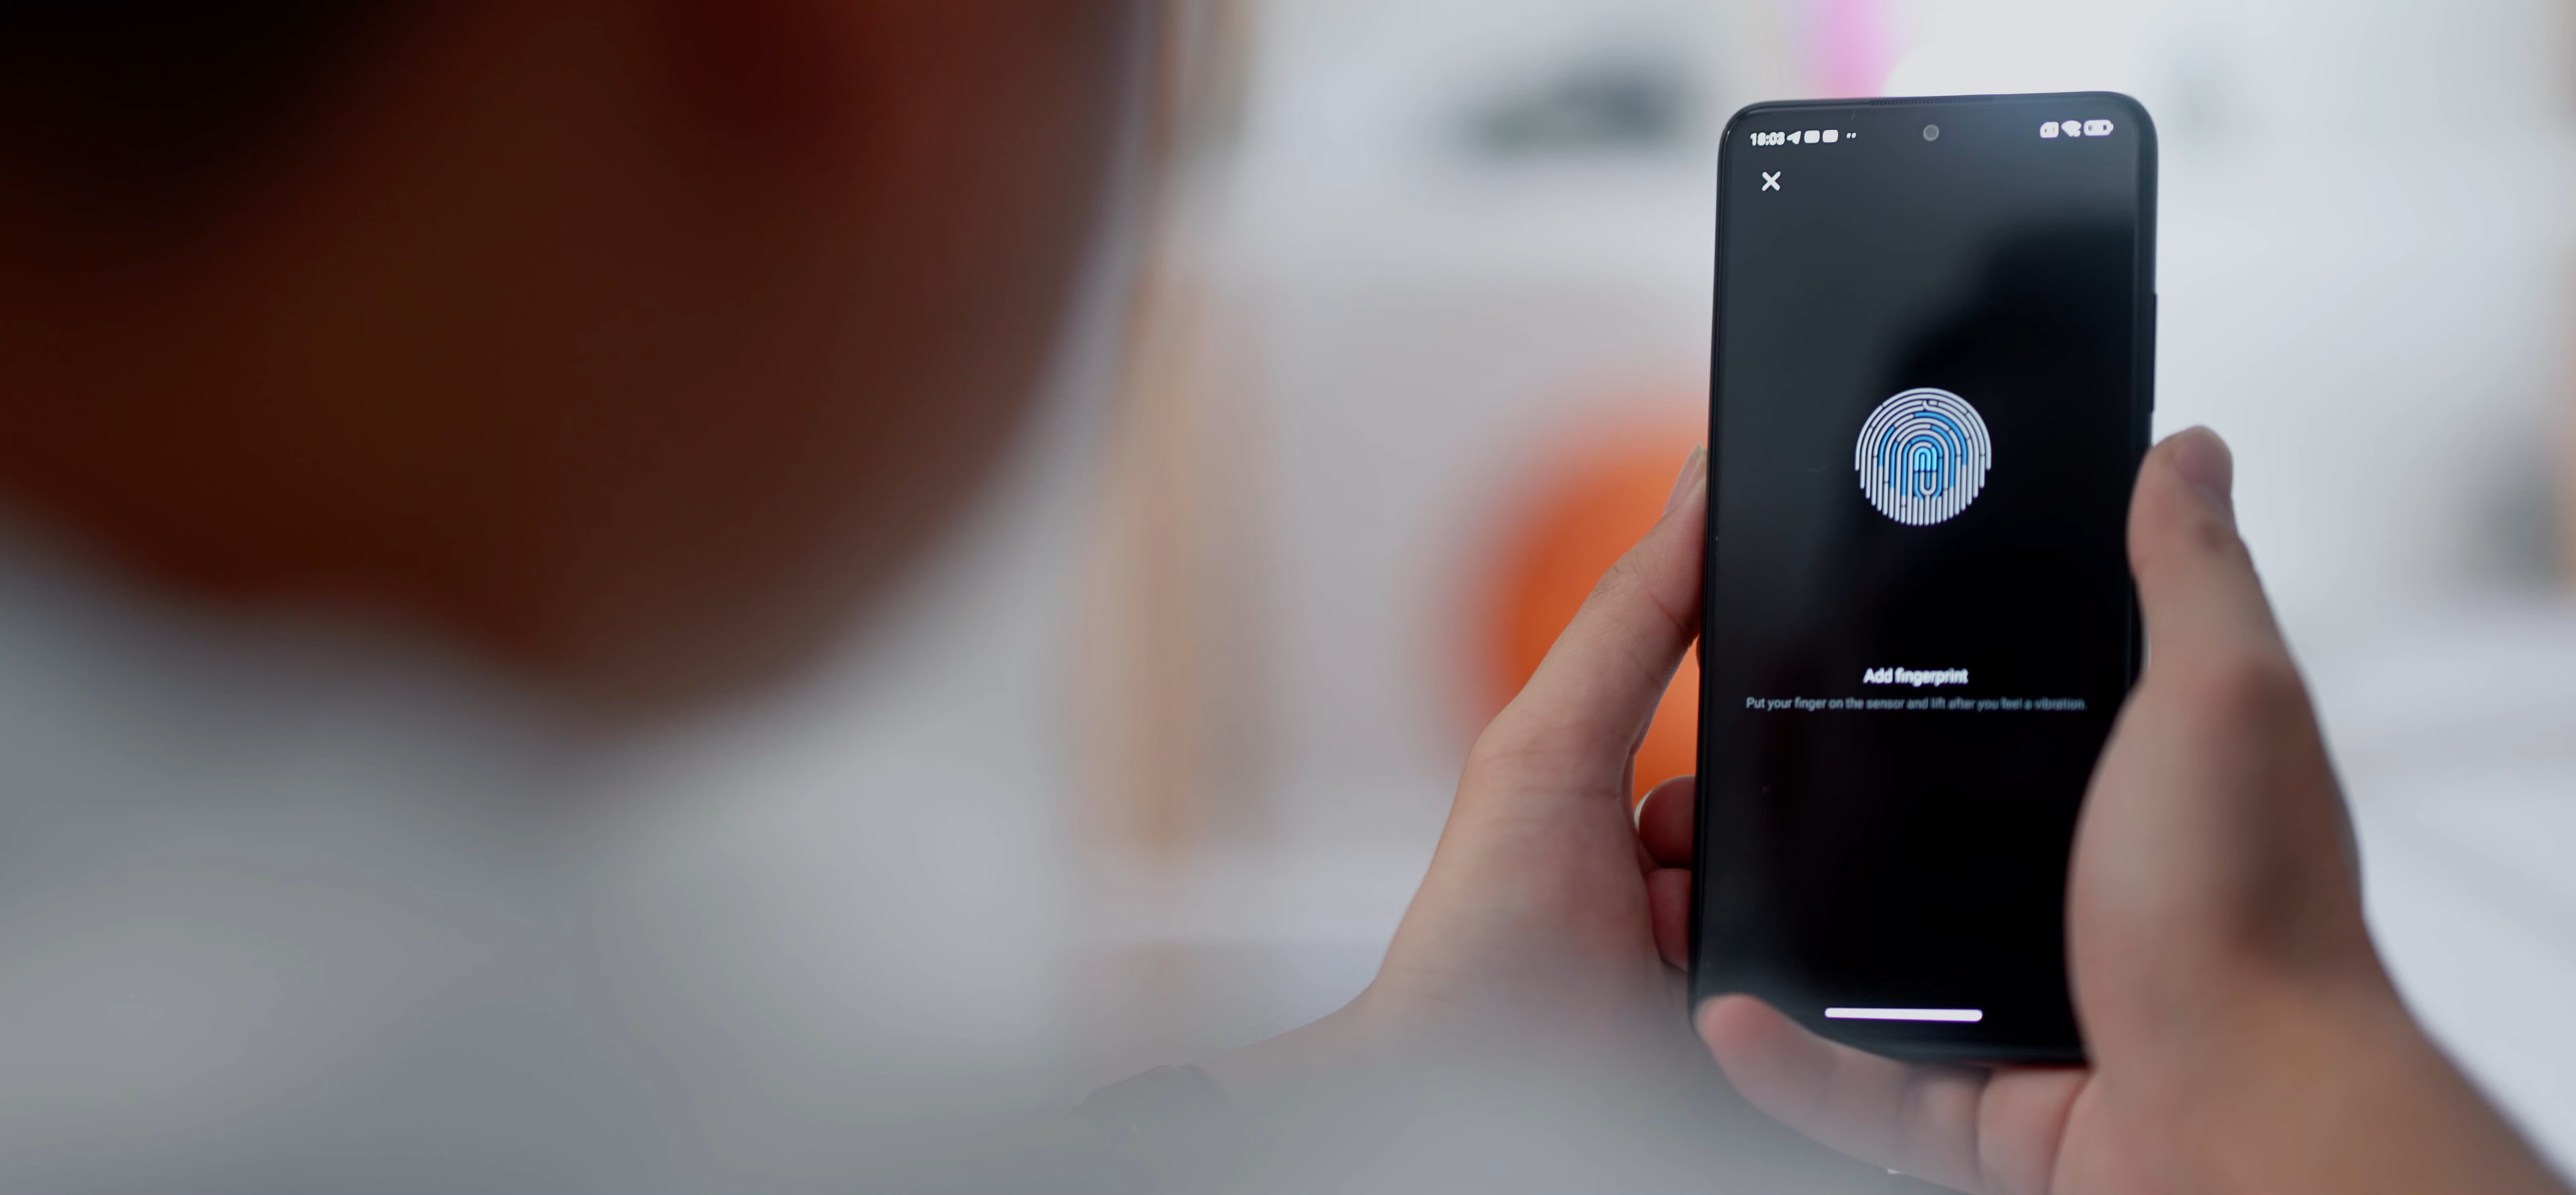 18:03
Add fingerprint
Put your finger on the sensor and lift after you feel a vibration.